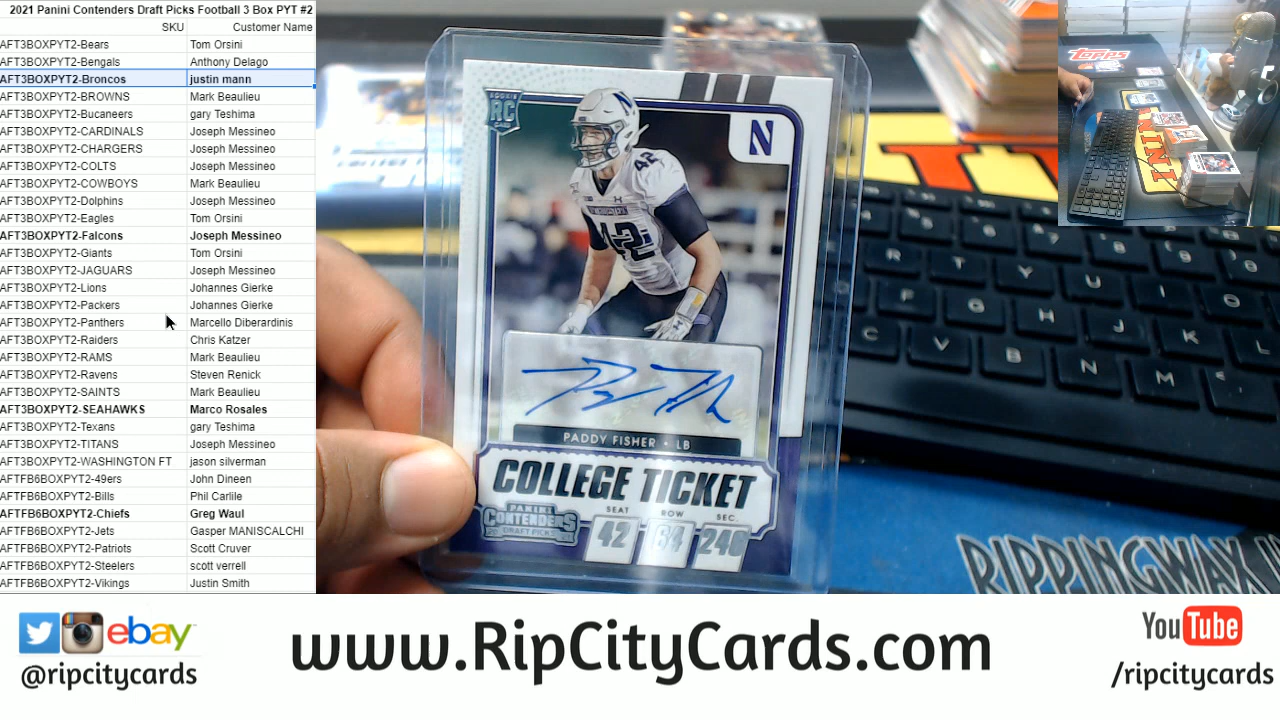 2021 Panini Contenders Draft Picks Football 3 Box PYT #2
SKU Customer Name
AFT3BOXPYT2-Bears Tom Orsini
AFT3BOXPYT2-Bengals Anthony Delago
AFT3BOXPYT2-Broncos justin mann
AFT3BOXPYT2-BROWNS Mark Beaulieu
AFT3BOXPYT2-Bucaneers gary Teshima
AFT3BOXPYT2-CARDINALS Joseph Messineo
AFT3BOXPYT2-CHARGERS Joseph Messineo
AFT3BOXPYT2-COLTS Joseph Messineo
AFT3BOXPYT2-COWBOYS Mark Beaulieu
AFT3BOXPYT2-Dolphins Joseph Messineo
AFT3BOXPYT2-Eagles Tom Orsini
AFT3BOXPYT2-Falcons Joseph Messineo
AFT3BOXPYT2-Giants Tom Orsini
AFT3BOXPYT2-JAGUARS Joseph Messineo
AFT3BOXPYT2-Lions Johannes Gierke
AFT3BOXPYT2-Packers Johannes Gierke
AFT3BOXPYT2-Panthers Marcello Diberardinis
AFT3BOXPYT2-Raiders Chris Katzer
AFT3BOXPYT2-RAMS Mark Beaulieu
AFT3BOXPYT2-Ravens Steven Renick
AFT3BOXPYT2-SAINTS Mark Beaulieu
AFT3BOXPYT2-SEAHAWKS Marco Rosales
AFT3BOXPYT2-Texans gary Teshima
AFT3BOXPYT2-TITANS Joseph Messineo
AFT3BOXPYT2-WASHINGTON FT jason silverman
AFTFB6BOXPYT2-49ers John Dineen
AFTFB6BOXPYT2-Bills Phil Carlile
AFTFB6BOXPYT2-Chiefs Greg Waul
AFTFB6BOXPYT2-Jets Gasper MANISCALCHI
AFTFB6BOXPYT2-Patriots Scott Cruver
AFTFB6BOXPYT2-Steelers scott verrell
AFTFB6BOXPYT2-Vikings Justin Smith
ROOKIE
RC
CARD
N
42
42
PADDY FISHER • LB
COLLEGE TICKET
PANINI
CONTENDERS
DRAFT PICKS
SEAT ROW SEC.
42 64 246
R T Y U
F G H J
C V B N M
RIPPINGWAX
Topps
ebay
@ripcitycards
www.RipCityCards.com
YouTube
/ripcitycards